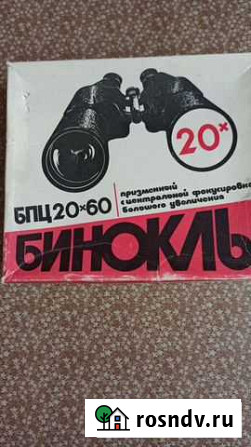 20×
БПЦ 20×60
призменный
с центральной фокусировкой
большого увеличения
БИНОКЛЬ
rosndv.ru